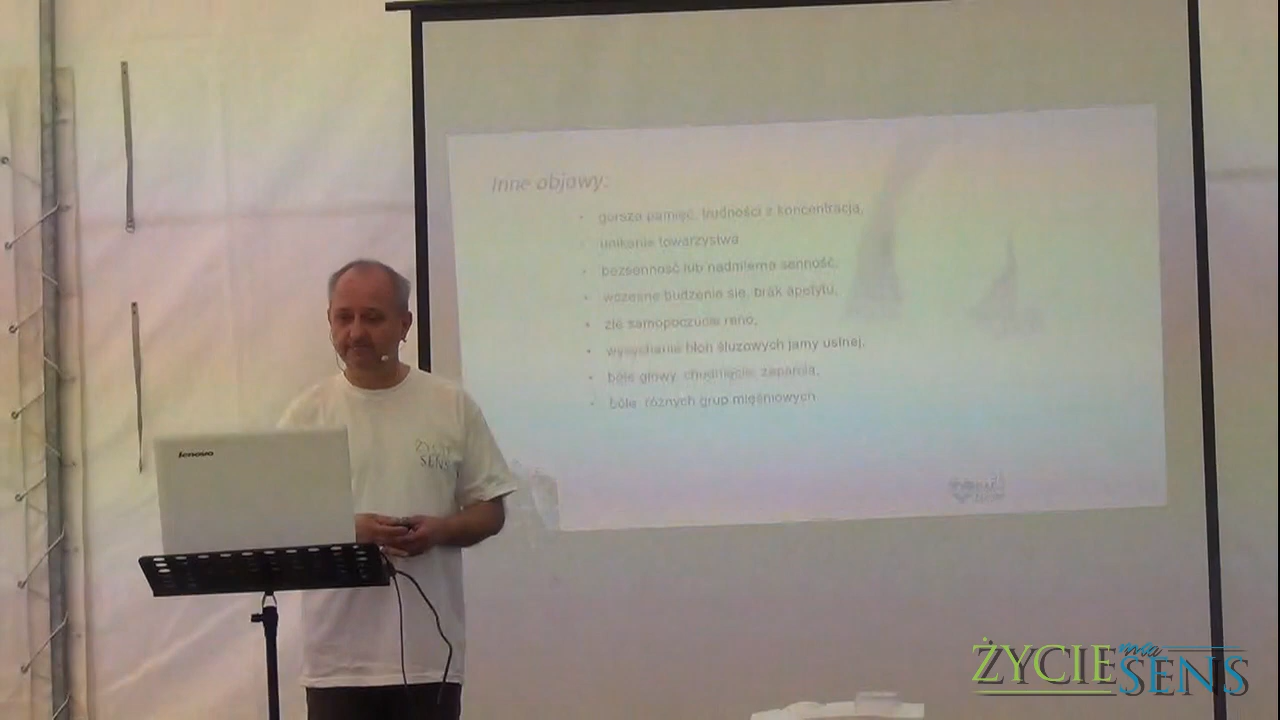 Inne objawy:
• gorsza pamięć, trudności z koncentracją,
• unikanie towarzystwa
• bezsenność lub nadmierna senność,
• wczesne budzenie się, brak apetytu,
• złe samopoczucie rano,
• wysychanie błon śluzowych jamy ustnej,
• bóle głowy, chudnięcie, zaparcia,
• bóle różnych grup mięśniowych
lenovo
ŻYCIE
SENS
ŻYCIE ma
SENS